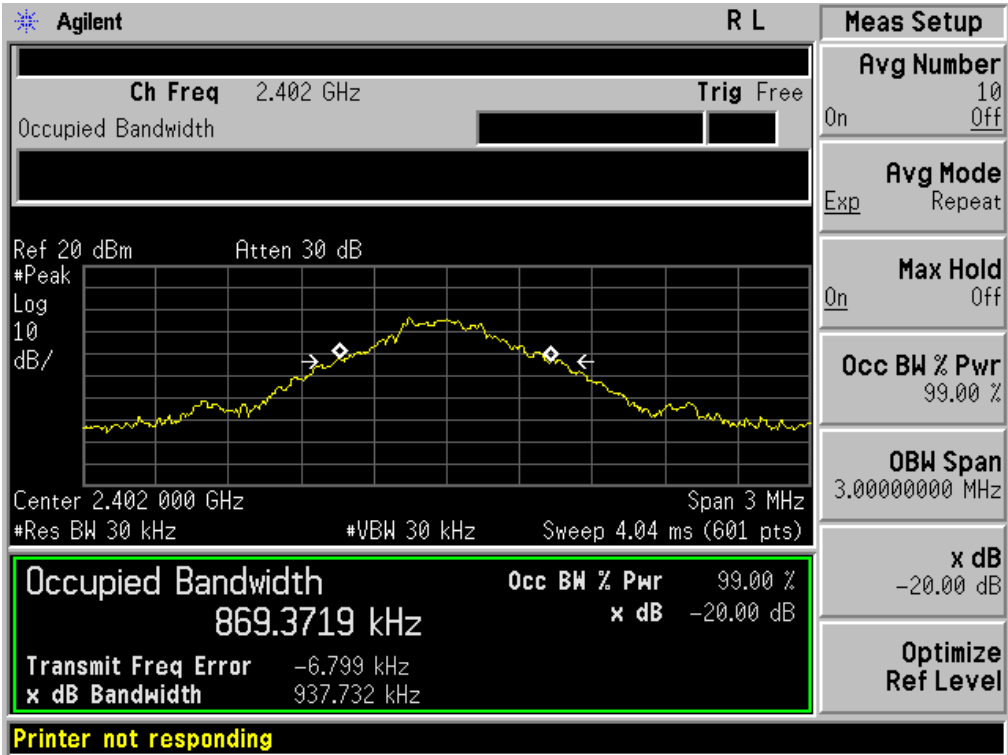 Agilent R L
Ch Freq 2.402 GHz Trig Free
Occupied Bandwidth
Ref 20 dBm Atten 30 dB
#Peak
Log
10
dB/
Center 2.402 000 GHz Span 3 MHz
#Res BW 30 kHz #VBW 30 kHz Sweep 4.04 ms (601 pts)
Occupied Bandwidth Occ BW % Pwr 99.00 %
869.3719 kHz x dB -20.00 dB
Transmit Freq Error -6.799 kHz
x dB Bandwidth 937.732 kHz
Printer not responding
Meas Setup
Avg Number
10
On Off
Avg Mode
Exp Repeat
Max Hold
On Off
Occ BW % Pwr
99.00 %
OBW Span
3.00000000 MHz
x dB
-20.00 dB
Optimize
Ref Level